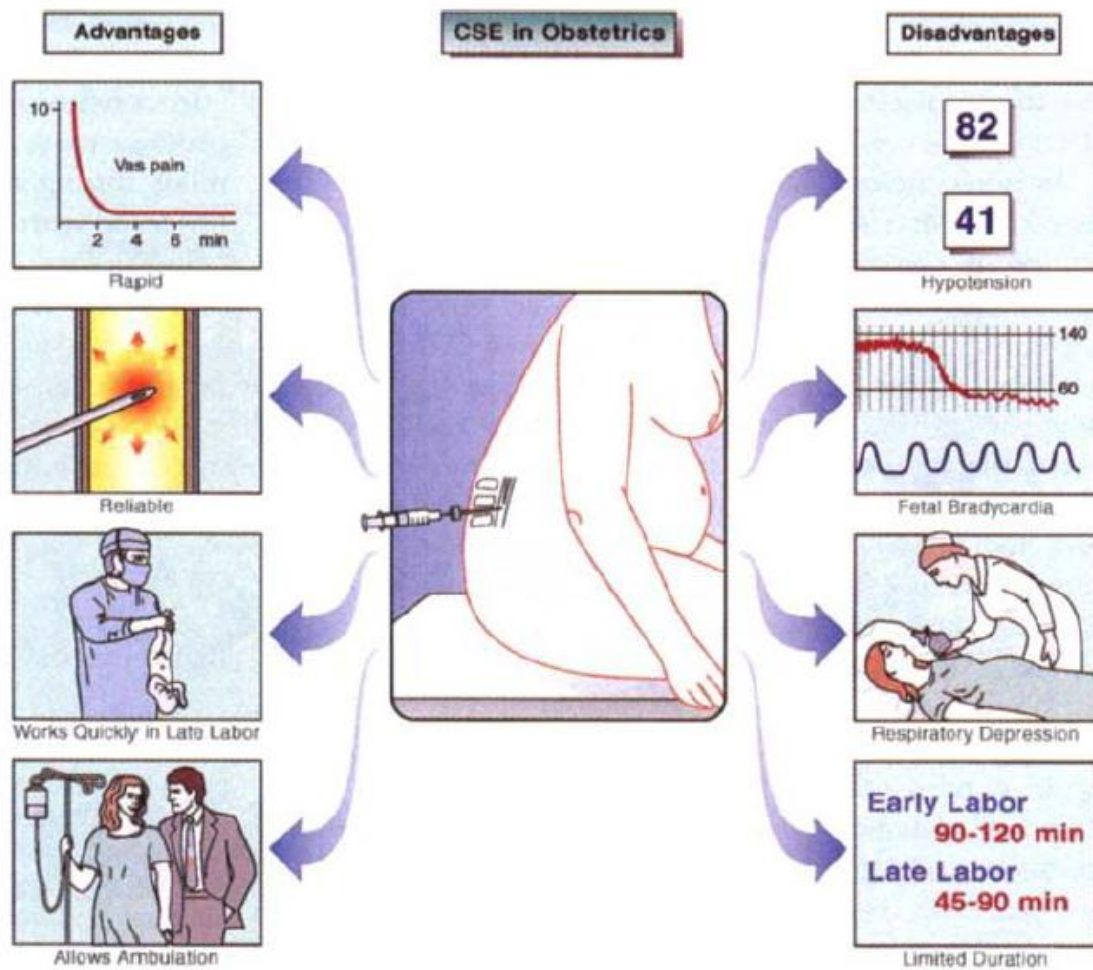 Advantages
CSE in Obstetrics
Disadvantages
10
Vas pain
2 4 6 min
Rapid
Reliable
Works Quickly in Late Labor
Allows Ambulation
82
41
Hypotension
140
60
Fetal Bradycardia
Respiratory Depression
Early Labor
90-120 min
Late Labor
45-90 min
Limited Duration